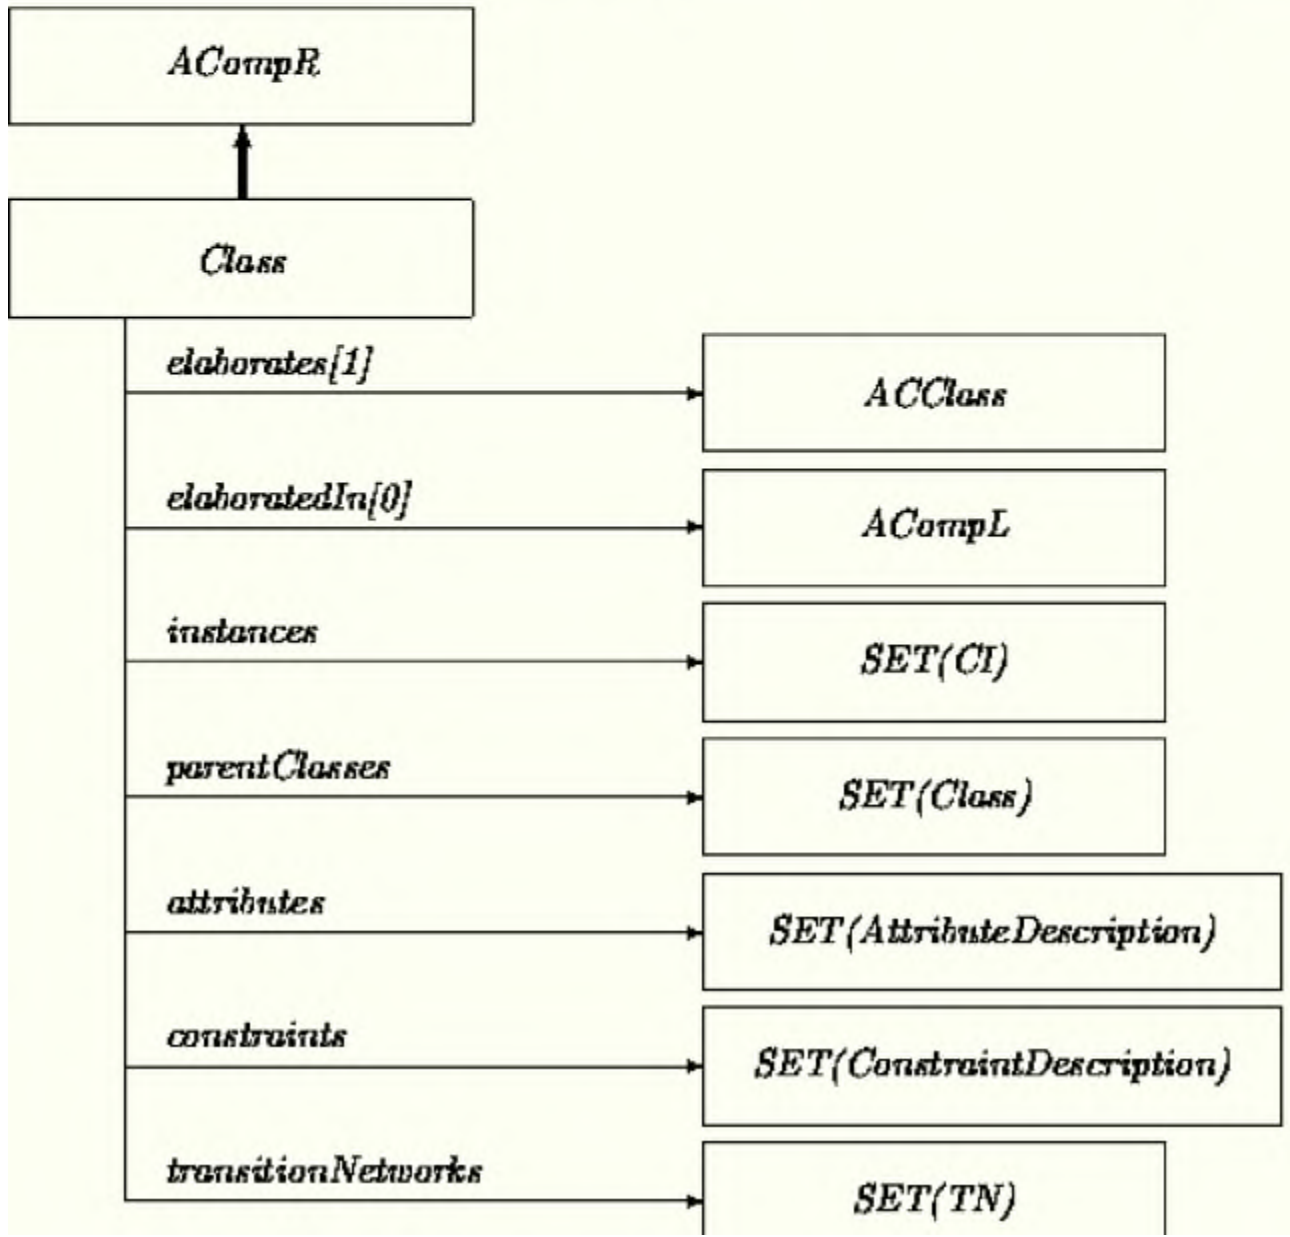 ACompR
Class
elaborates[1]
ACClass
elaboratedIn[0]
ACompL
instances
SET(CI)
parentClasses
SET(Class)
attributes
SET(AttributeDescription)
constraints
SET(ConstraintDescription)
transitionNetworks
SET(TN)